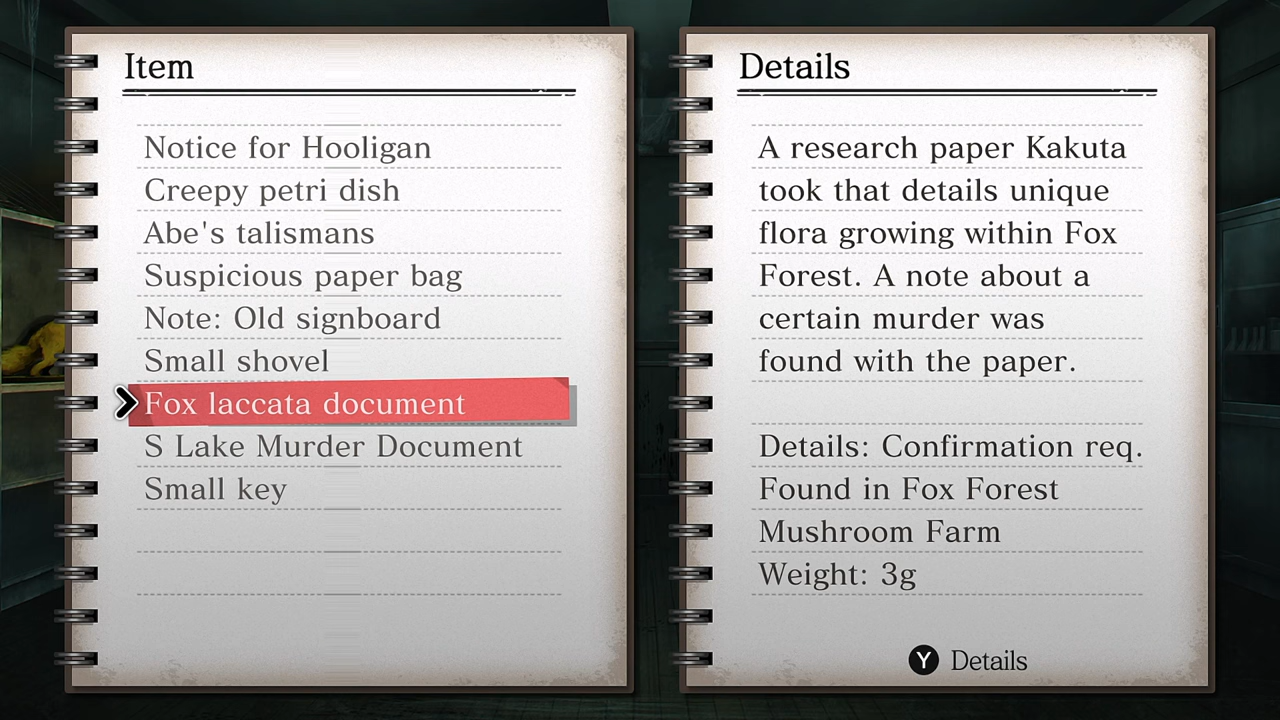 Item
Notice for Hooligan
Creepy petri dish
Abe's talismans
Suspicious paper bag
Note: Old signboard
Small shovel
Fox laccata document
S Lake Murder Document
Small key
Details
A research paper Kakuta
took that details unique
flora growing within Fox
Forest. A note about a
certain murder was
found with the paper.
Details: Confirmation req.
Found in Fox Forest
Mushroom Farm
Weight: 3g
Y Details